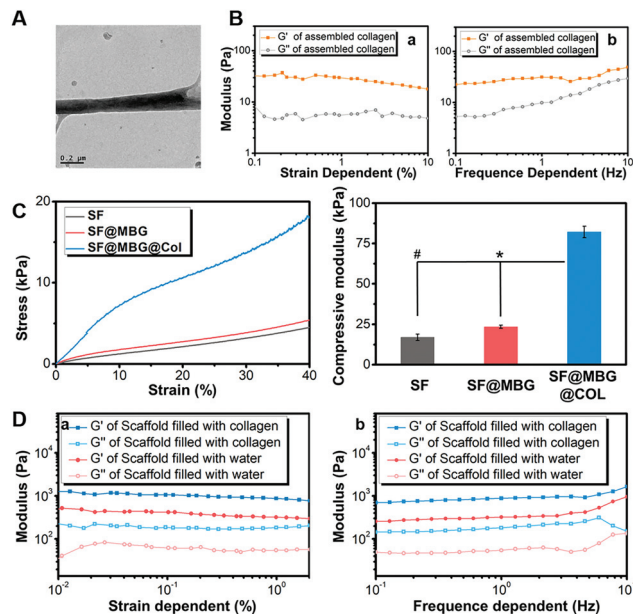 A
0.2 µm
B
G' of assembled collagen
G'' of assembled collagen
a
Modulus (Pa)
100
10
1
0.1
1
10
Strain Dependent (%)
G' of assembled collagen
G'' of assembled collagen
b
100
10
1
0.1
1
10
Frequence Dependent (Hz)
C
SF
SF@MBG
SF@MBG@Col
Stress (kPa)
20
15
10
5
0
0
10
20
30
40
Strain (%)
Compressive modulus (kPa)
100
75
50
25
0
#
*
SF
SF@MBG
SF@MBG
@COL
D
a
G' of Scaffold filled with collagen
G'' of Scaffold filled with collagen
G' of Scaffold filled with water
G'' of Scaffold filled with water
Modulus (Pa)
10⁴
10³
10²
10⁻²
10⁻¹
10⁰
Strain dependent (%)
b
G' of Scaffold filled with collagen
G'' of Scaffold filled with collagen
G' of Scaffold filled with water
G'' of Scaffold filled with water
Modulus (Pa)
10⁴
10³
10²
10⁻¹
10⁰
10¹
Frequence dependent (Hz)